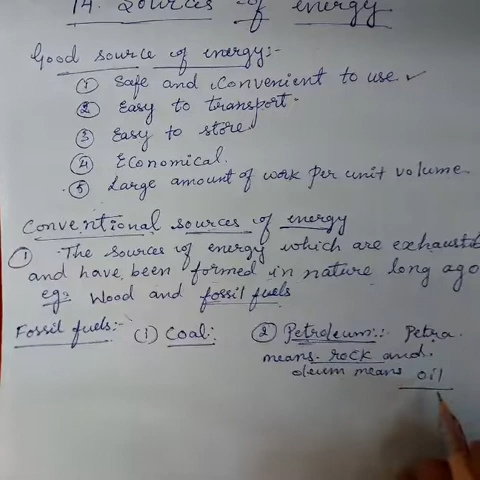 14. Sources of energy
Good source of energy:-
① Safe and convenient to use ✓
② Easy to transport.
③ Easy to store
④ Economical.
⑤ Large amount of work per unit volume.
Conventional sources of energy
① The sources of energy which are exhaustib
and have been formed in nature long ago
eg:- Wood and fossil fuels
Fossil fuels:- (1) Coal: ② Petroleum:- Petra
means rock and
oleum means oil